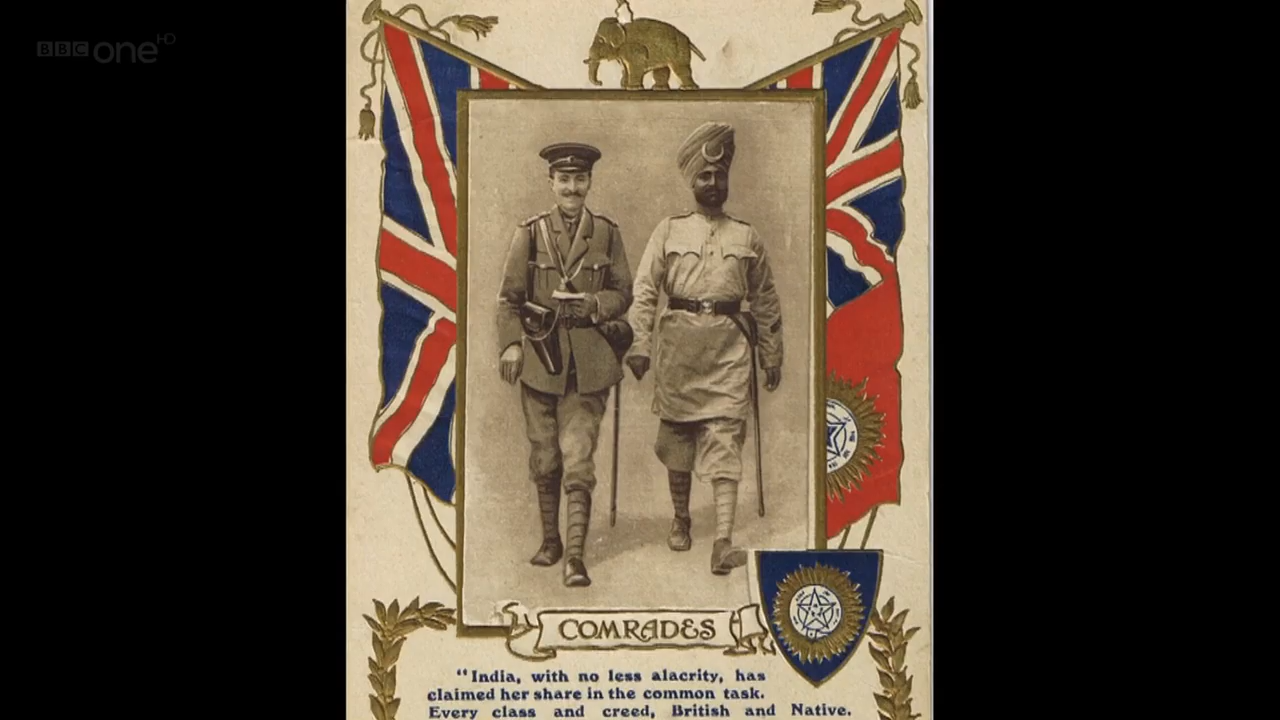 BBC one HD
COMRADES
"India, with no less alacrity, has
claimed her share in the common task.
Every class and creed, British and Native.